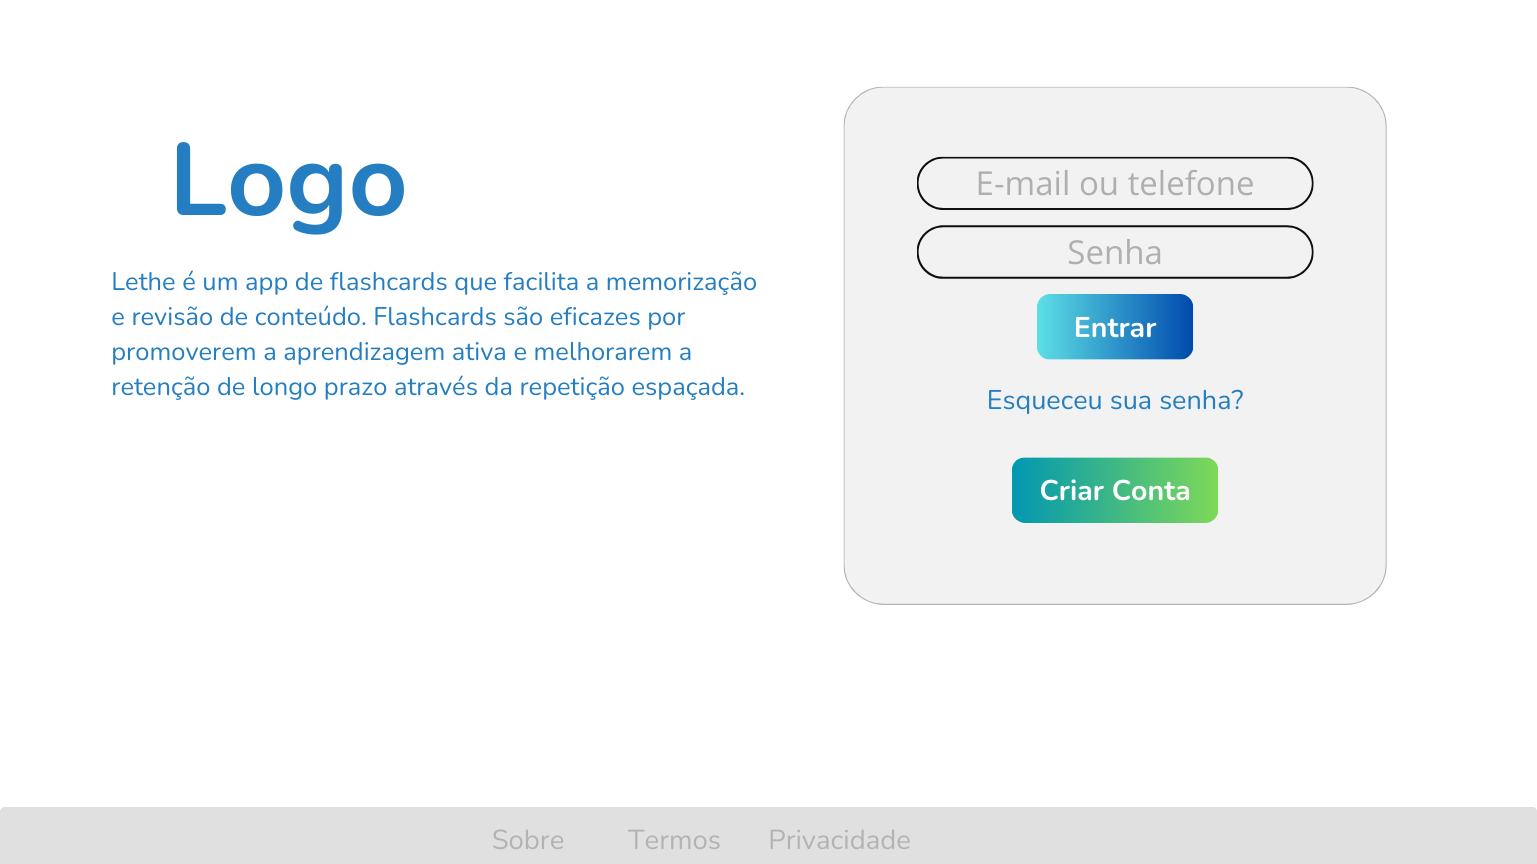 Logo
Lethe é um app de flashcards que facilita a memorização
e revisão de conteúdo. Flashcards são eficazes por
promoverem a aprendizagem ativa e melhorarem a
retenção de longo prazo através da repetição espaçada.
E-mail ou telefone
Senha
Entrar
Esqueceu sua senha?
Criar Conta
Sobre Termos Privacidade